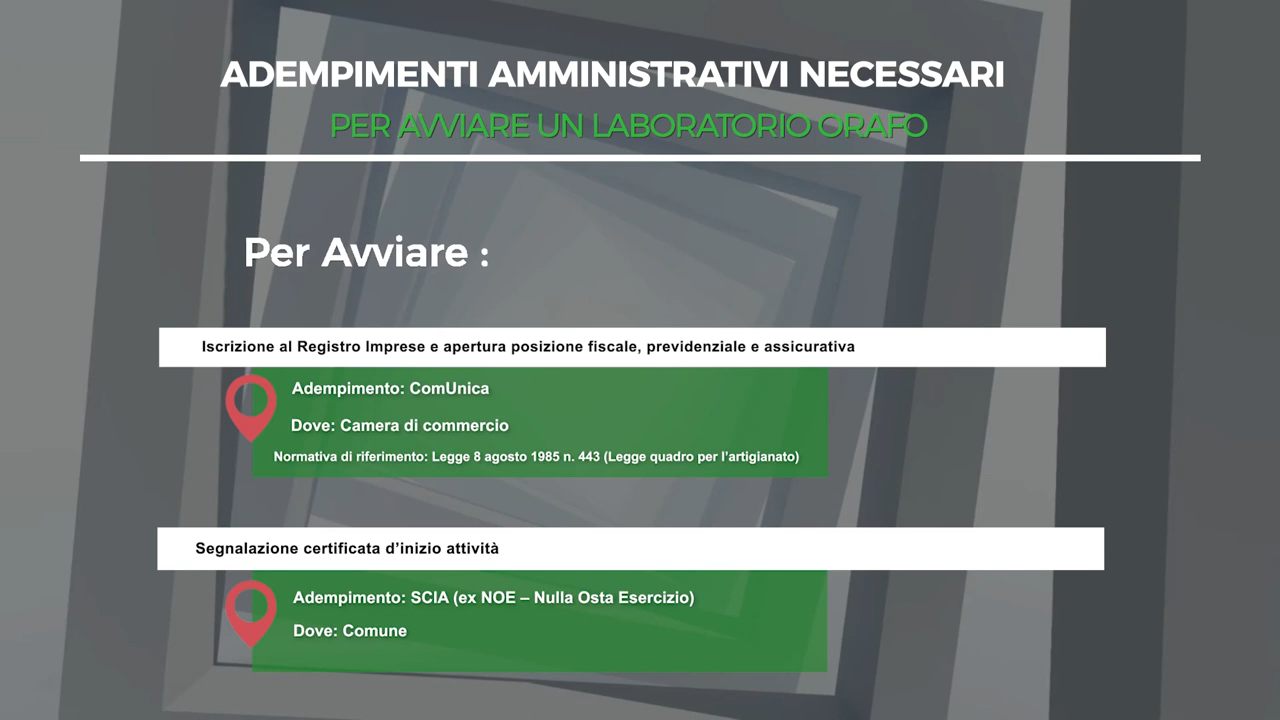 ADEMPIMENTI AMMINISTRATIVI NECESSARI
PER AVVIARE UN LABORATORIO ORAFO
Per Avviare :
Iscrizione al Registro Imprese e apertura posizione fiscale, previdenziale e assicurativa
Adempimento: ComUnica
Dove: Camera di commercio
Normativa di riferimento: Legge 8 agosto 1985 n. 443 (Legge quadro per l’artigianato)
Segnalazione certificata d’inizio attività
Adempimento: SCIA (ex NOE – Nulla Osta Esercizio)
Dove: Comune